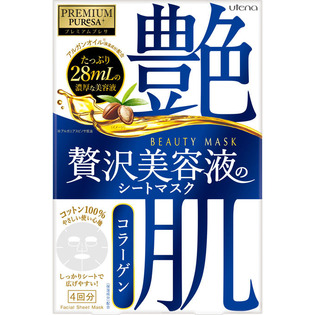 utena
PREMIUM
PURESA
プレミアムプレサ
アルガンオイル
たっぷり
28mLの
濃厚な美容液
艶
BEAUTY MASK
贅沢美容液の
シートマスク
肌
コラーゲン
コットン100%
やさしい使い心地
しっかりシートで
広げやすい!
4回分
Facial Sheet Mask